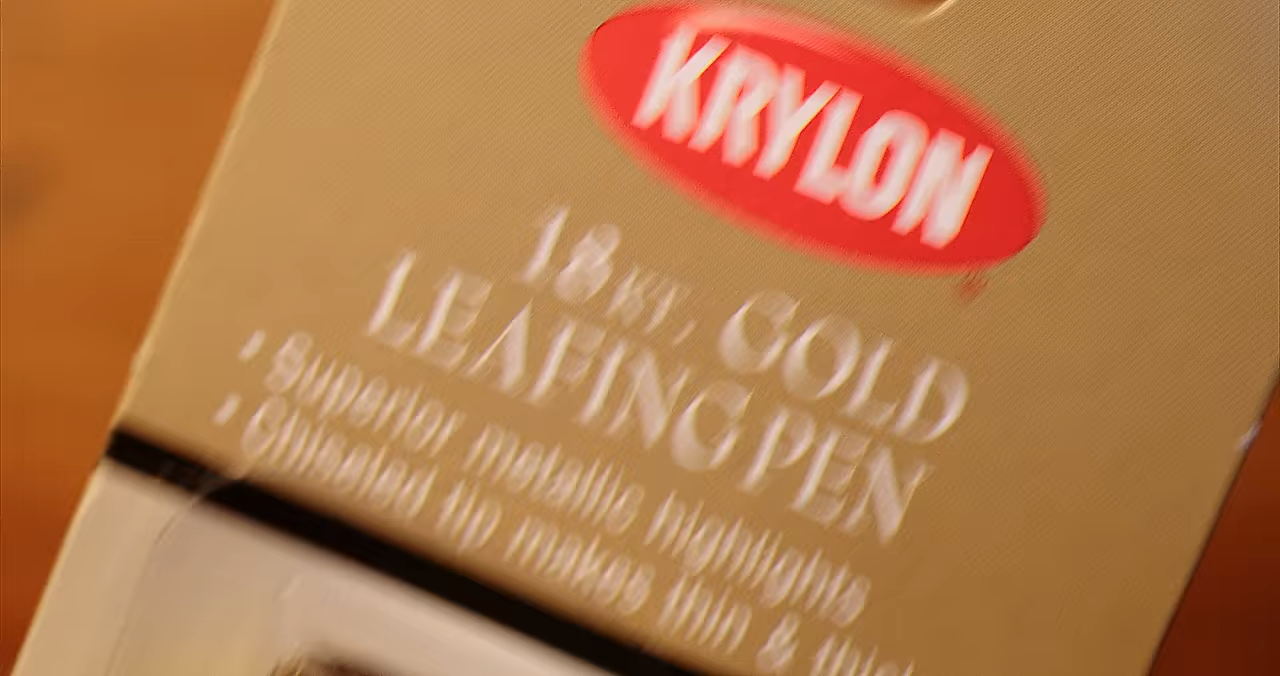 KRYLON
18 KT. GOLD
LEAFING PEN
• Superior metallic highlights
• Chiseled tip makes thin &